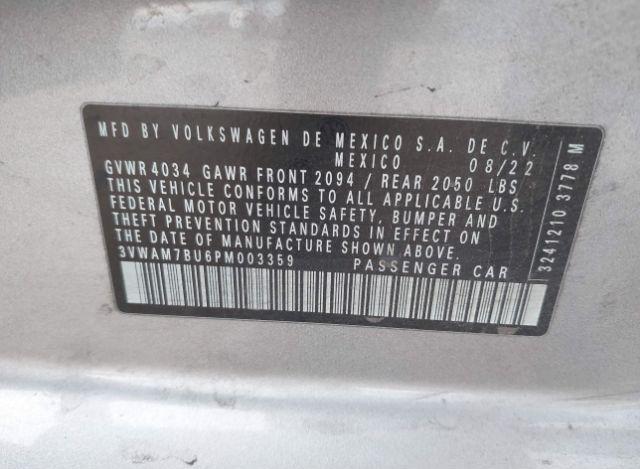 MFD BY VOLKSWAGEN DE MEXICO S.A. DE C.V.
MEXICO 08/22
GVWR 4034 GAWR FRONT 2094 / REAR 2050 LBS
THIS VEHICLE CONFORMS TO ALL APPLICABLE U.S.
FEDERAL MOTOR VEHICLE SAFETY, BUMPER AND
THEFT PREVENTION STANDARDS IN EFFECT ON
THE DATE OF MANUFACTURE SHOWN ABOVE.
3VWAM7BU6PM003359 PASSENGER CAR
3241210 3778 M